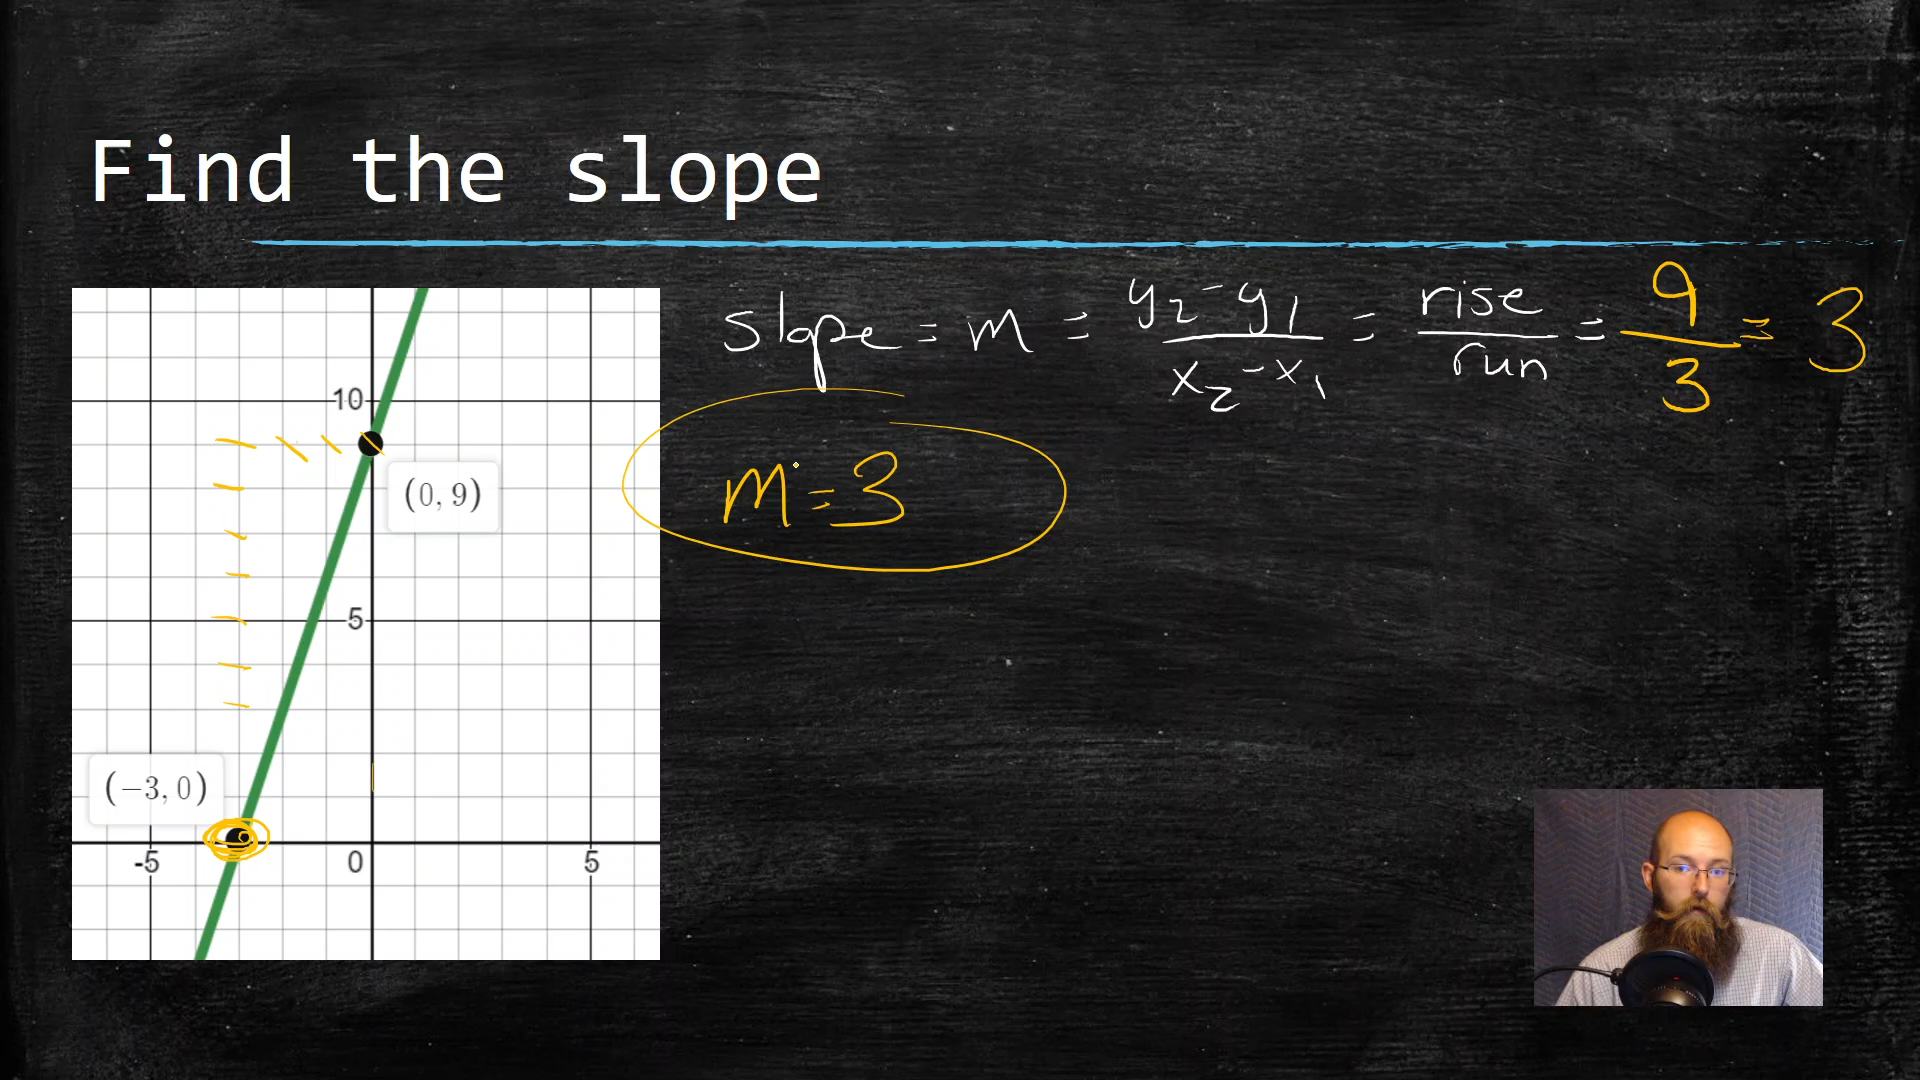 Find the slope
slope = m = y2-y1/x2-x1 = rise/run = 9/3 = 3
m=3
10
(0, 9)
5
(−3, 0)
-5 0 5